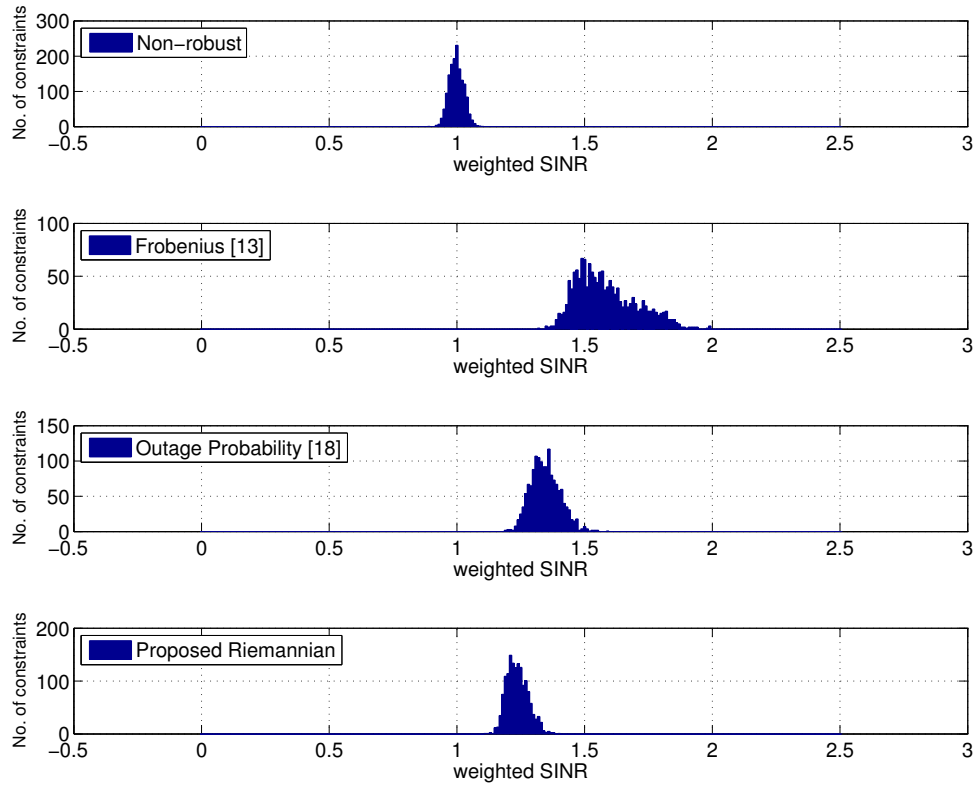 300
200
100
0
No. of constraints
Non−robust
−0.5 0 0.5 1 1.5 2 2.5 3
weighted SINR
100
50
0
No. of constraints
Frobenius [13]
−0.5 0 0.5 1 1.5 2 2.5 3
weighted SINR
150
100
50
0
No. of constraints
Outage Probability [18]
−0.5 0 0.5 1 1.5 2 2.5 3
weighted SINR
200
100
0
No. of constraints
Proposed Riemannian
−0.5 0 0.5 1 1.5 2 2.5 3
weighted SINR